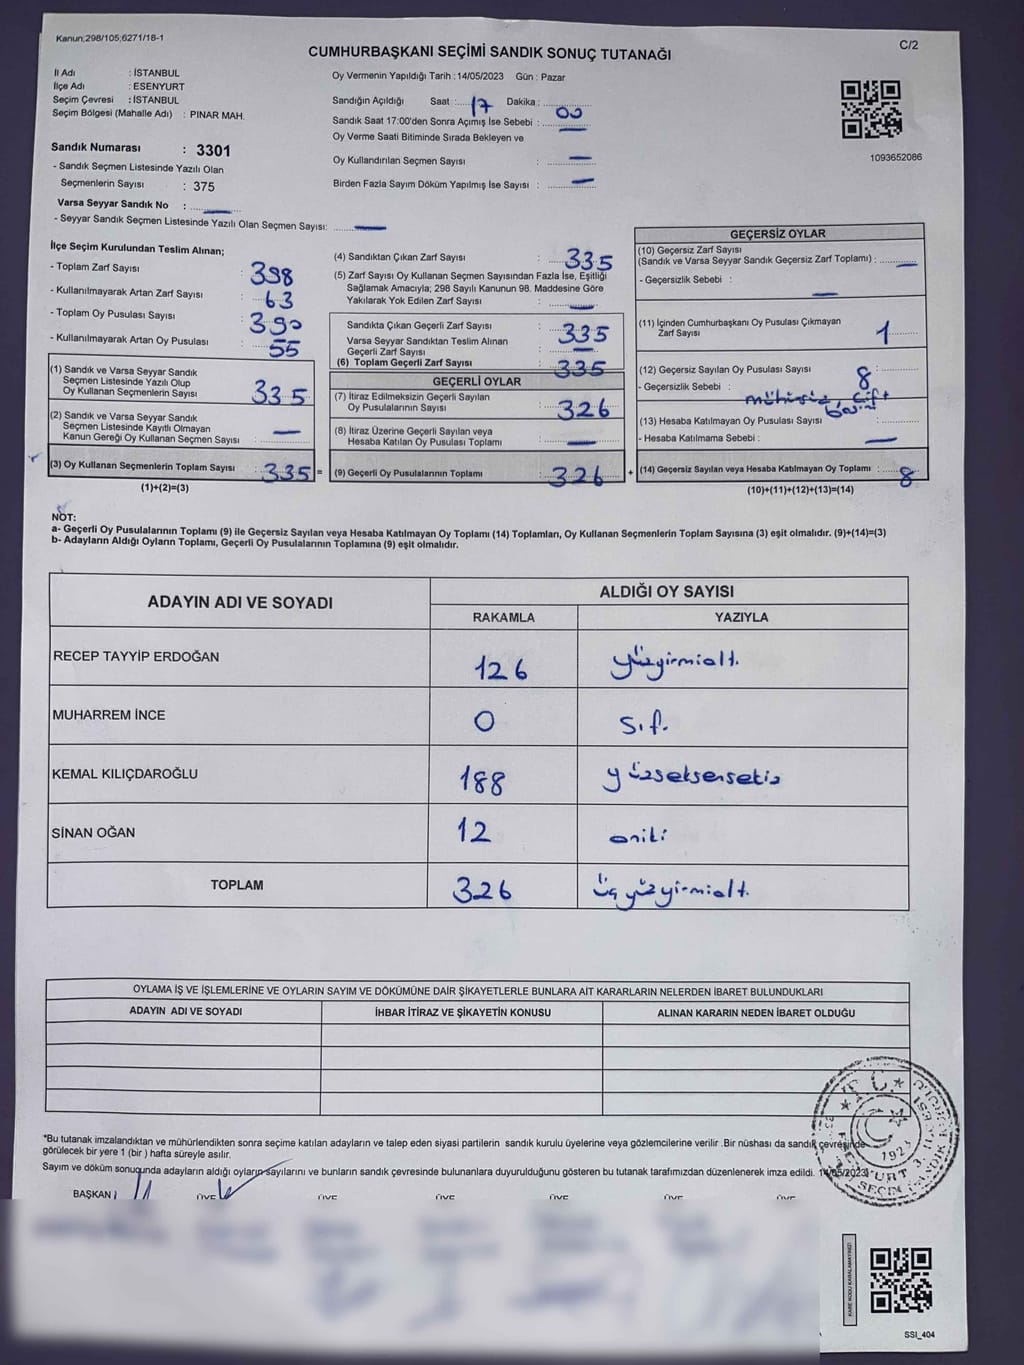 Kanun;298/105;6271/18-1
C/2
CUMHURBAŞKANI SEÇİMİ SANDIK SONUÇ TUTANAĞI
İl Adı : İSTANBUL
İlçe Adı : ESENYURT
Seçim Çevresi : İSTANBUL
Seçim Bölgesi (Mahalle Adı) : PINAR MAH.
Sandık Numarası : 3301
- Sandık Seçmen Listesinde Yazılı Olan
Seçmenlerin Sayısı : 375
Varsa Seyyar Sandık No :
- Seyyar Sandık Seçmen Listesinde Yazılı Olan Seçmen Sayısı:
Oy Vermenin Yapıldığı Tarih : 14/05/2023 Gün : Pazar
Sandığın Açıldığı Saat : 17 Dakika : 00
Sandık Saat 17:00'den Sonra Açımış İse Sebebi :
Oy Verme Saati Bitiminde Sırada Bekleyen ve
Oy Kullandırılan Seçmen Sayısı :
Birden Fazla Sayım Döküm Yapılmış İse Sayısı :
1093652086
İlçe Seçim Kurulundan Teslim Alınan;
- Toplam Zarf Sayısı 398
- Kullanılmayarak Artan Zarf Sayısı 63
- Toplam Oy Pusulası Sayısı 390
- Kullanılmayarak Artan Oy Pusulası 55
(1) Sandık ve Varsa Seyyar Sandık
Seçmen Listesinde Yazılı Olup
Oy Kullanan Seçmenlerin Sayısı 335
(2) Sandık ve Varsa Seyyar Sandık
Seçmen Listesinde Kayıtlı Olmayan
Kanun Gereği Oy Kullanan Seçmen Sayısı :
(3) Oy Kullanan Seçmenlerin Toplam Sayısı : 335 =
(1)+(2)=(3)
(4) Sandıktan Çıkan Zarf Sayısı : 335
(5) Zarf Sayısı Oy Kullanan Seçmen Sayısından Fazla İse, Eşitliği
Sağlamak Amacıyla; 298 Sayılı Kanunun 98. Maddesine Göre
Yakılarak Yok Edilen Zarf Sayısı :
Sandıkta Çıkan Geçerli Zarf Sayısı : 335
Varsa Seyyar Sandıktan Teslim Alınan
Geçerli Zarf Sayısı :
(6) Toplam Geçerli Zarf Sayısı : 335
GEÇERLİ OYLAR
(7) İtiraz Edilmeksizin Geçerli Sayılan
Oy Pusulalarının Sayısı : 326
(8) İtiraz Üzerine Geçerli Sayılan veya
Hesaba Katılan Oy Pusulası Toplamı :
(9) Geçerli Oy Pusulalarının Toplamı : 326 +
GEÇERSİZ OYLAR
(10) Geçersiz Zarf Sayısı
(Sandık ve Varsa Seyyar Sandık Geçersiz Zarf Toplamı) :
- Geçersizlik Sebebi :
(11) İçinden Cumhurbaşkanı Oy Pusulası Çıkmayan
Zarf Sayısı 1
(12) Geçersiz Sayılan Oy Pusulası Sayısı : 8
- Geçersizlik Sebebi : mühürsüz, çift
(13) Hesaba Katılmayan Oy Pusulası Sayısı :
- Hesaba Katılmama Sebebi :
(14) Geçersiz Sayılan veya Hesaba Katılmayan Oy Toplamı : 8
(10)+(11)+(12)+(13)=(14)
NOT:
a- Geçerli Oy Pusulalarının Toplamı (9) ile Geçersiz Sayılan veya Hesaba Katılmayan Oy Toplamı (14) Toplamları, Oy Kullanan Seçmenlerin Toplam Sayısına (3) eşit olmalıdır. (9)+(14)=(3)
b- Adayların Aldığı Oyların Toplamı, Geçerli Oy Pusulalarının Toplamına (9) eşit olmalıdır.
ADAYIN ADI VE SOYADI
ALDIĞI OY SAYISI
RAKAMLA YAZIYLA
RECEP TAYYİP ERDOĞAN 126 yüzyirmialt.
MUHARREM İNCE 0 sıf.
KEMAL KILIÇDAROĞLU 188 yüzseksensekiz
SİNAN OĞAN 12 oniki
TOPLAM 326 üçyüzyirmialt.
OYLAMA İŞ VE İŞLEMLERİNE VE OYLARIN SAYIM VE DÖKÜMÜNE DAİR ŞİKAYETLERLE BUNLARA AİT KARARLARIN NELERDEN İBARET BULUNDUKLARI
ADAYIN ADI VE SOYADI İHBAR İTİRAZ VE ŞİKAYETİN KONUSU ALINAN KARARIN NEDEN İBARET OLDUĞU
*Bu tutanak imzalandıktan ve mühürlendikten sonra seçime katılan adayların ve talep eden siyasi partilerin sandık kurulu üyelerine veya gözlemcilerine verilir .Bir nüshası da sandık çevresinde
görülecek bir yere 1 (bir ) hafta süreyle asılır.
Sayım ve döküm sonuçunda adayların aldığı oyların sayılarını ve bunların sandık çevresinde bulunanlara duyurulduğunu gösteren bu tutanak tarafımızdan düzenlenerek imza edildi. 14/05/2023
T.C.
1923
BAŞKAN ÜYE ÜYE ÜYE ÜYE ÜYE ÜYE
KARE KODU KARALAMAYINIZ!
SSI_404